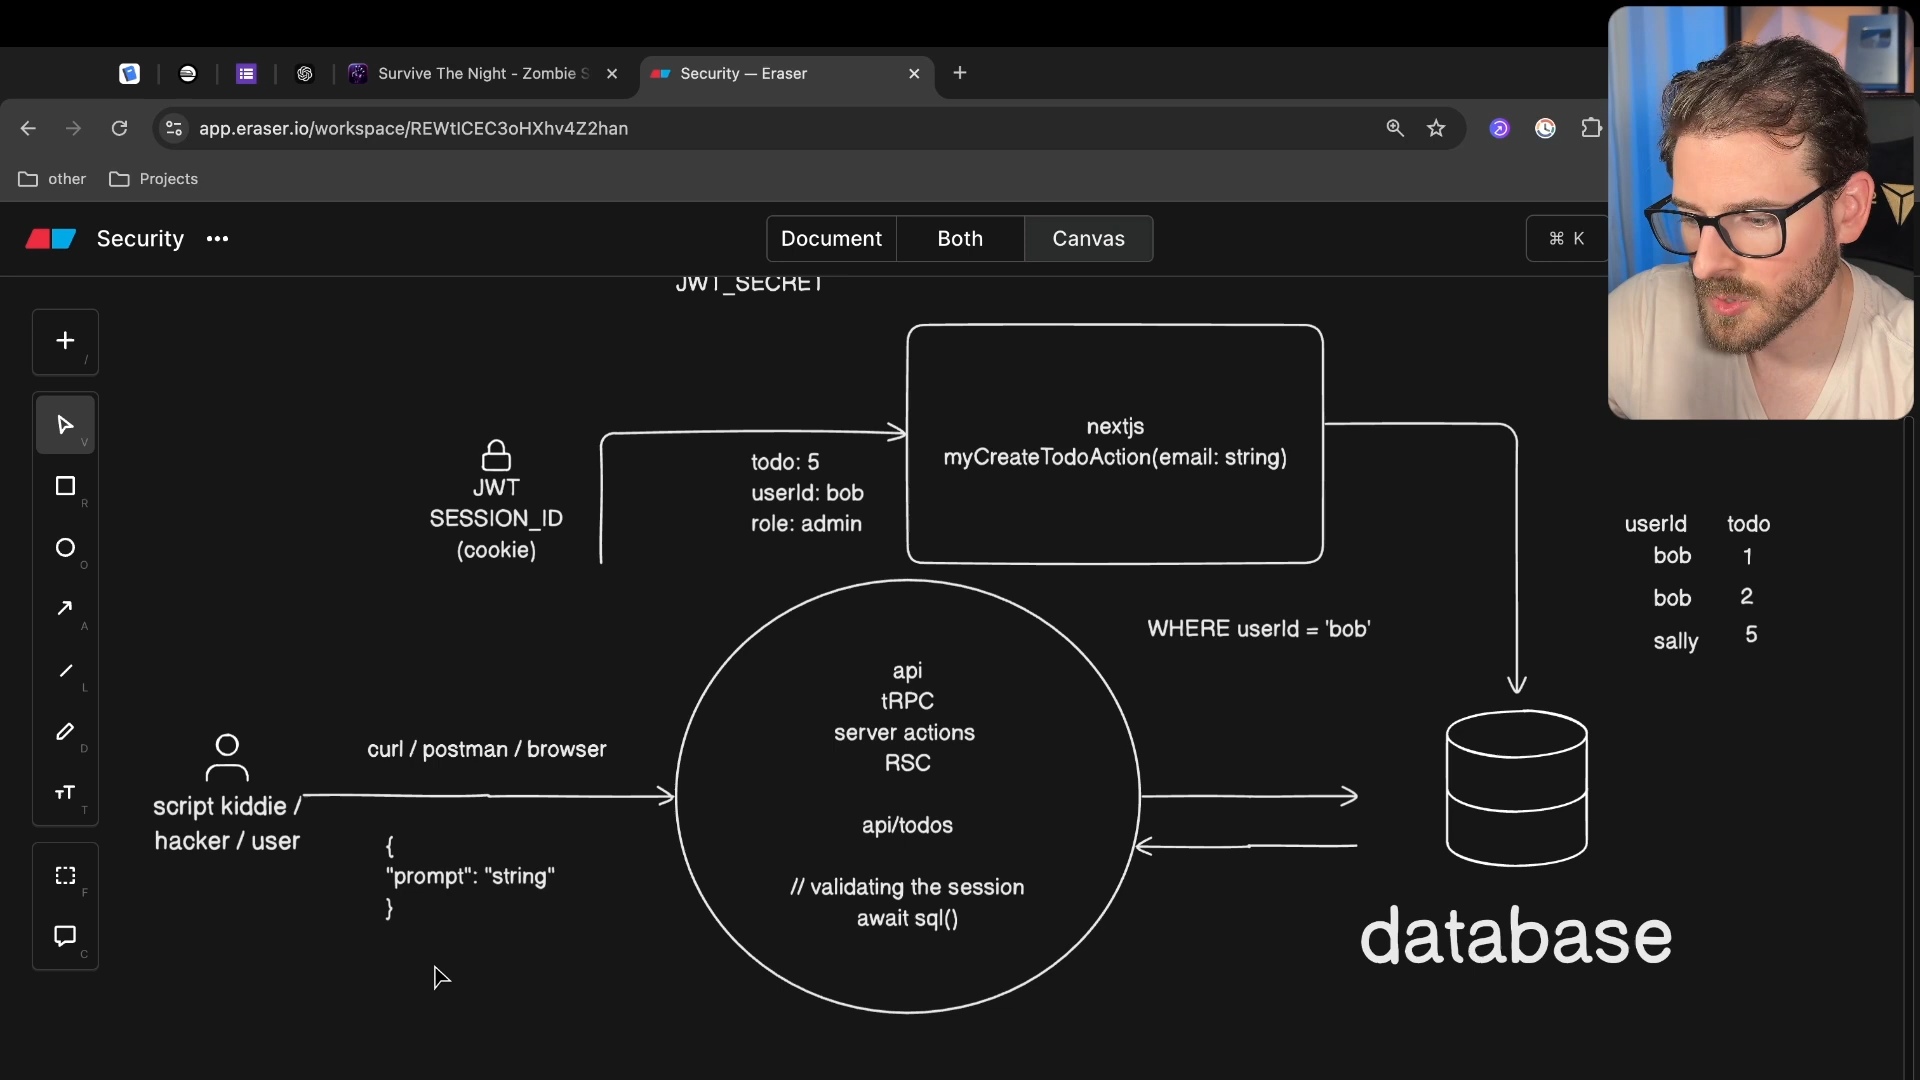 Survive The Night - Zombie S
Security — Eraser
app.eraser.io/workspace/REWtICEC3oHXhv4Z2han
other
Projects
Security
Document
Both
Canvas
⌘ K
JWT_SECRET
/
V
R
O
A
L
D
T
F
C
nextjs
myCreateTodoAction(email: string)
JWT
SESSION_ID
(cookie)
todo: 5
userId: bob
role: admin
userId todo
bob 1
bob 2
sally 5
WHERE userId = 'bob'
api
tRPC
server actions
RSC
api/todos
// validating the session
await sql()
curl / postman / browser
script kiddie /
hacker / user
{
"prompt": "string"
}
database